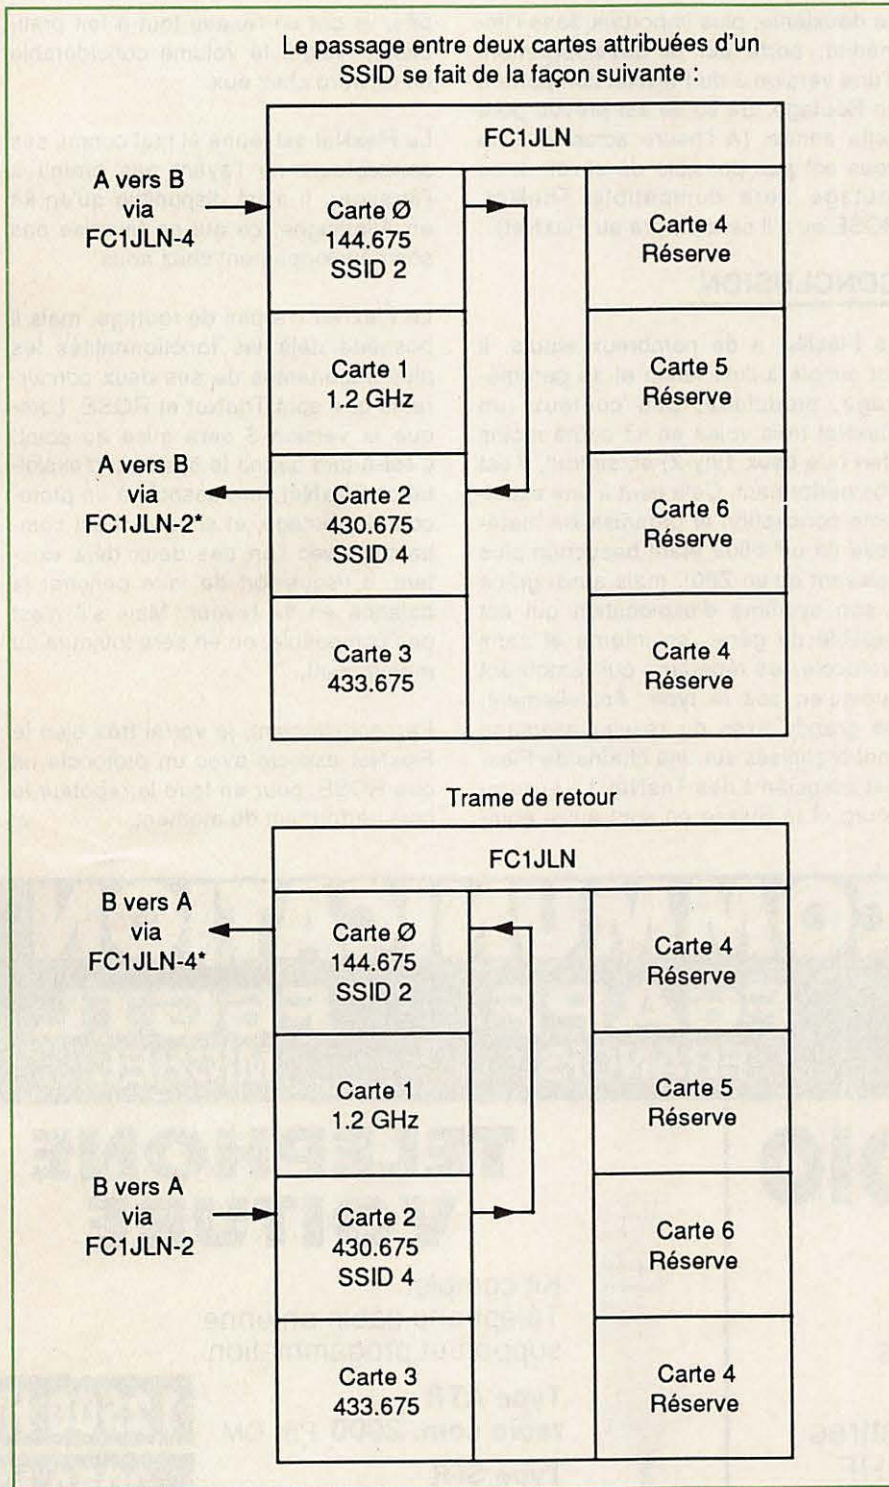 Le passage entre deux cartes attribuées d'un
SSID se fait de la façon suivante :
FC1JLN
A vers B
via
FC1JLN-4
Carte Ø
144.675
SSID 2
Carte 4
Réserve
Carte 1
1.2 GHz
Carte 5
Réserve
A vers B
via
FC1JLN-2*
Carte 2
430.675
SSID 4
Carte 6
Réserve
Carte 3
433.675
Carte 4
Réserve
Trame de retour
FC1JLN
B vers A
via
FC1JLN-4*
Carte Ø
144.675
SSID 2
Carte 4
Réserve
Carte 1
1.2 GHz
Carte 5
Réserve
B vers A
via
FC1JLN-2
Carte 2
430.675
SSID 4
Carte 6
Réserve
Carte 3
433.675
Carte 4
Réserve